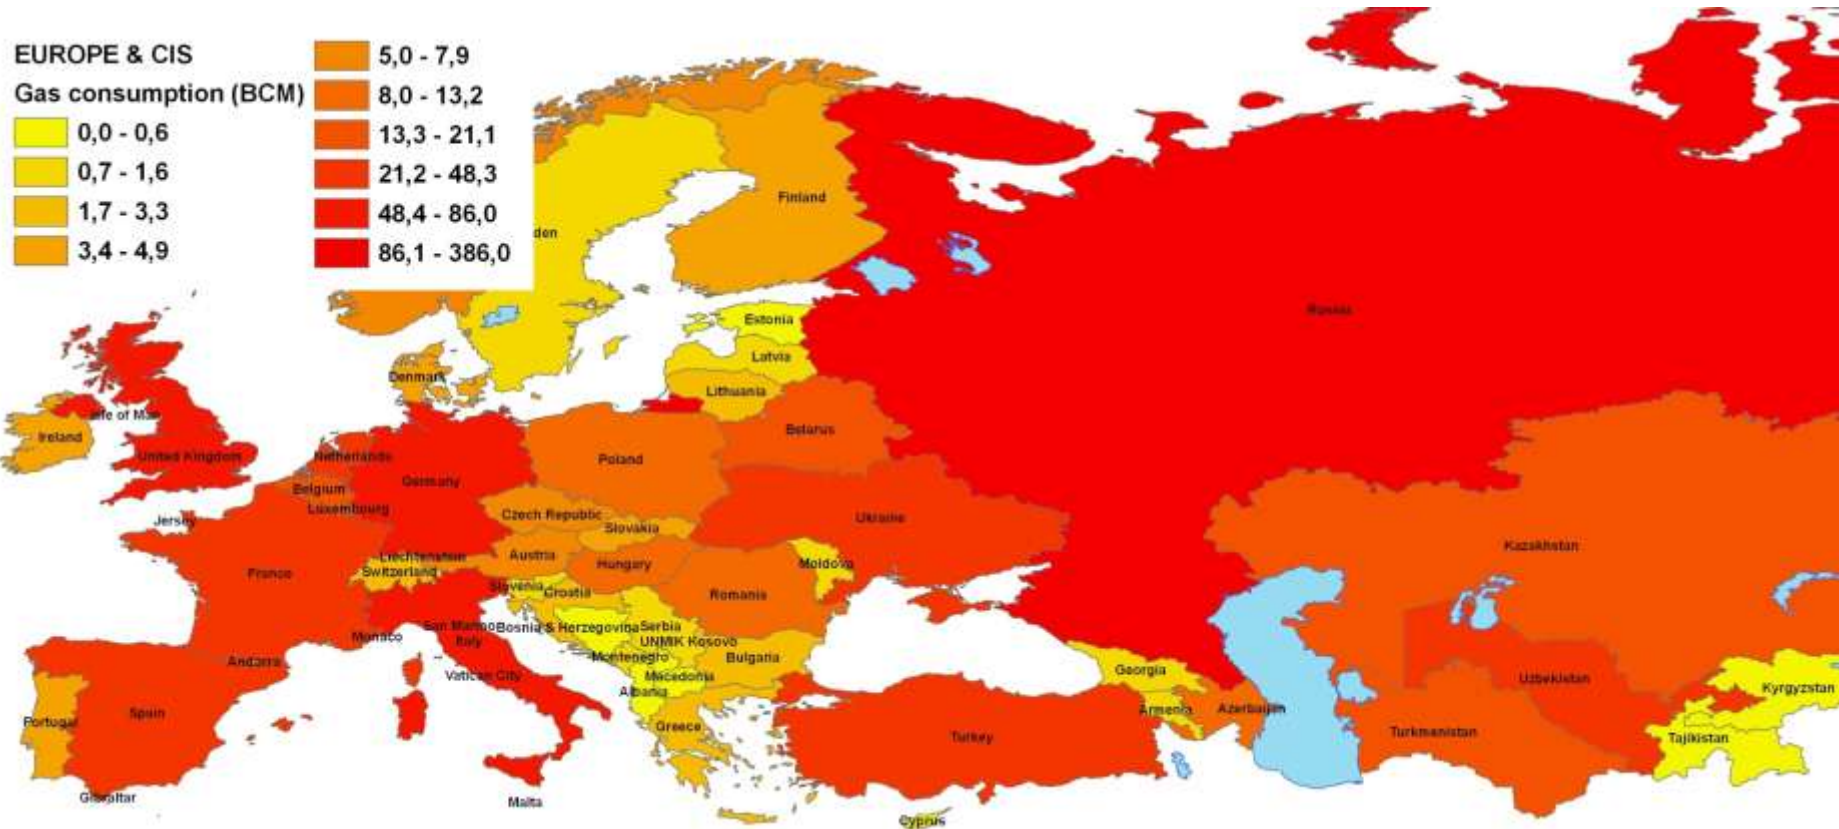 EUROPE & CIS
Gas consumption (BCM)
0,0 - 0,6
0,7 - 1,6
1,7 - 3,3
3,4 - 4,9
5,0 - 7,9
8,0 - 13,2
13,3 - 21,1
21,2 - 48,3
48,4 - 86,0
86,1 - 386,0
den
Finland
Russia
Estonia
Latvia
Lithuania
Denmark
Isle of Man
Ireland
United Kingdom
Netherlands
Belgium
Luxembourg
Germany
Poland
Belarus
Jersey
Czech Republic
Slovakia
Ukraine
Kazakhstan
France
Liechtenstein
Switzerland
Austria
Hungary
Moldova
Slovenia
Croatia
Romania
Monaco
San Marino
Italy
Bosnia & Herzegovina
Serbia
UNMIK Kosovo
Montenegro
Bulgaria
Andorra
Vatican City
Macedonia
Albania
Georgia
Uzbekistan
Kyrgyzstan
Portugal
Spain
Greece
Turkey
Armenia
Azerbaijan
Turkmenistan
Tajikistan
Gibraltar
Malta
Cyprus